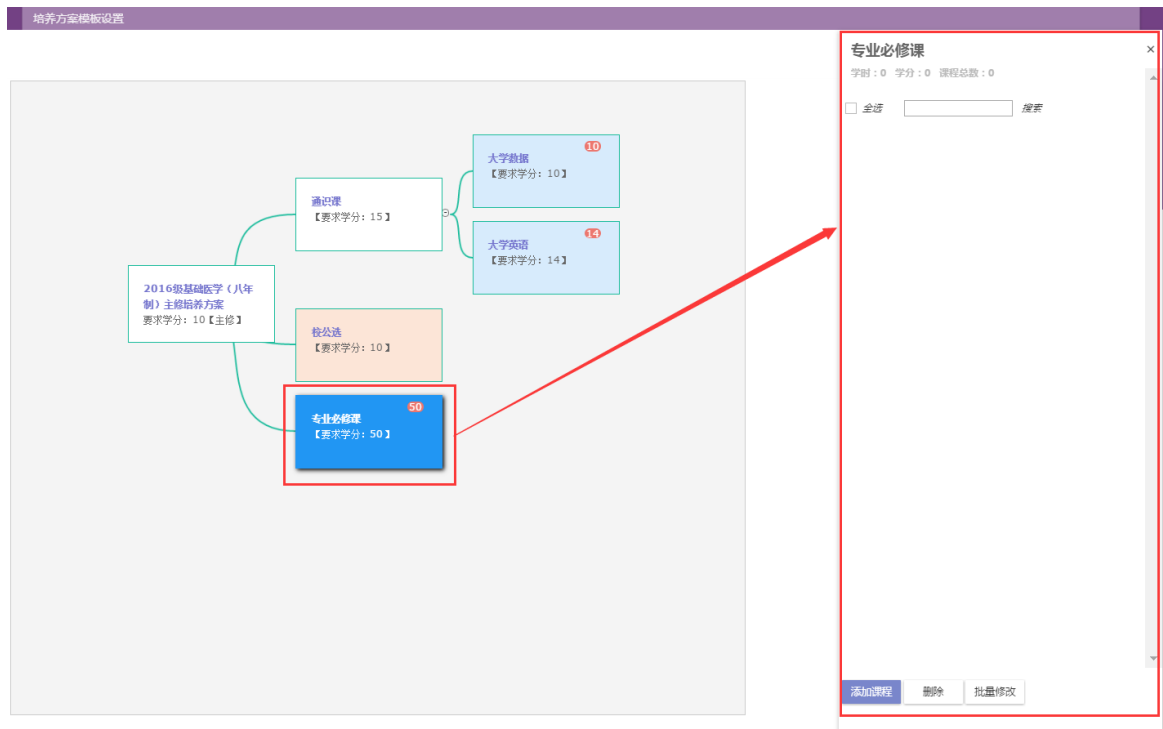 培养方案模板设置
专业必修课
×
学时：0 学分：0 课程总数：0
全选
搜索
10
大学数据
【要求学分：10】
通识课
【要求学分：15】
14
大学英语
【要求学分：14】
2016级基础医学（八年
制）主修培养方案
要求学分：10【主修】
校公选
【要求学分：10】
50
专业必修课
【要求学分：50】
添加课程
删除
批量修改